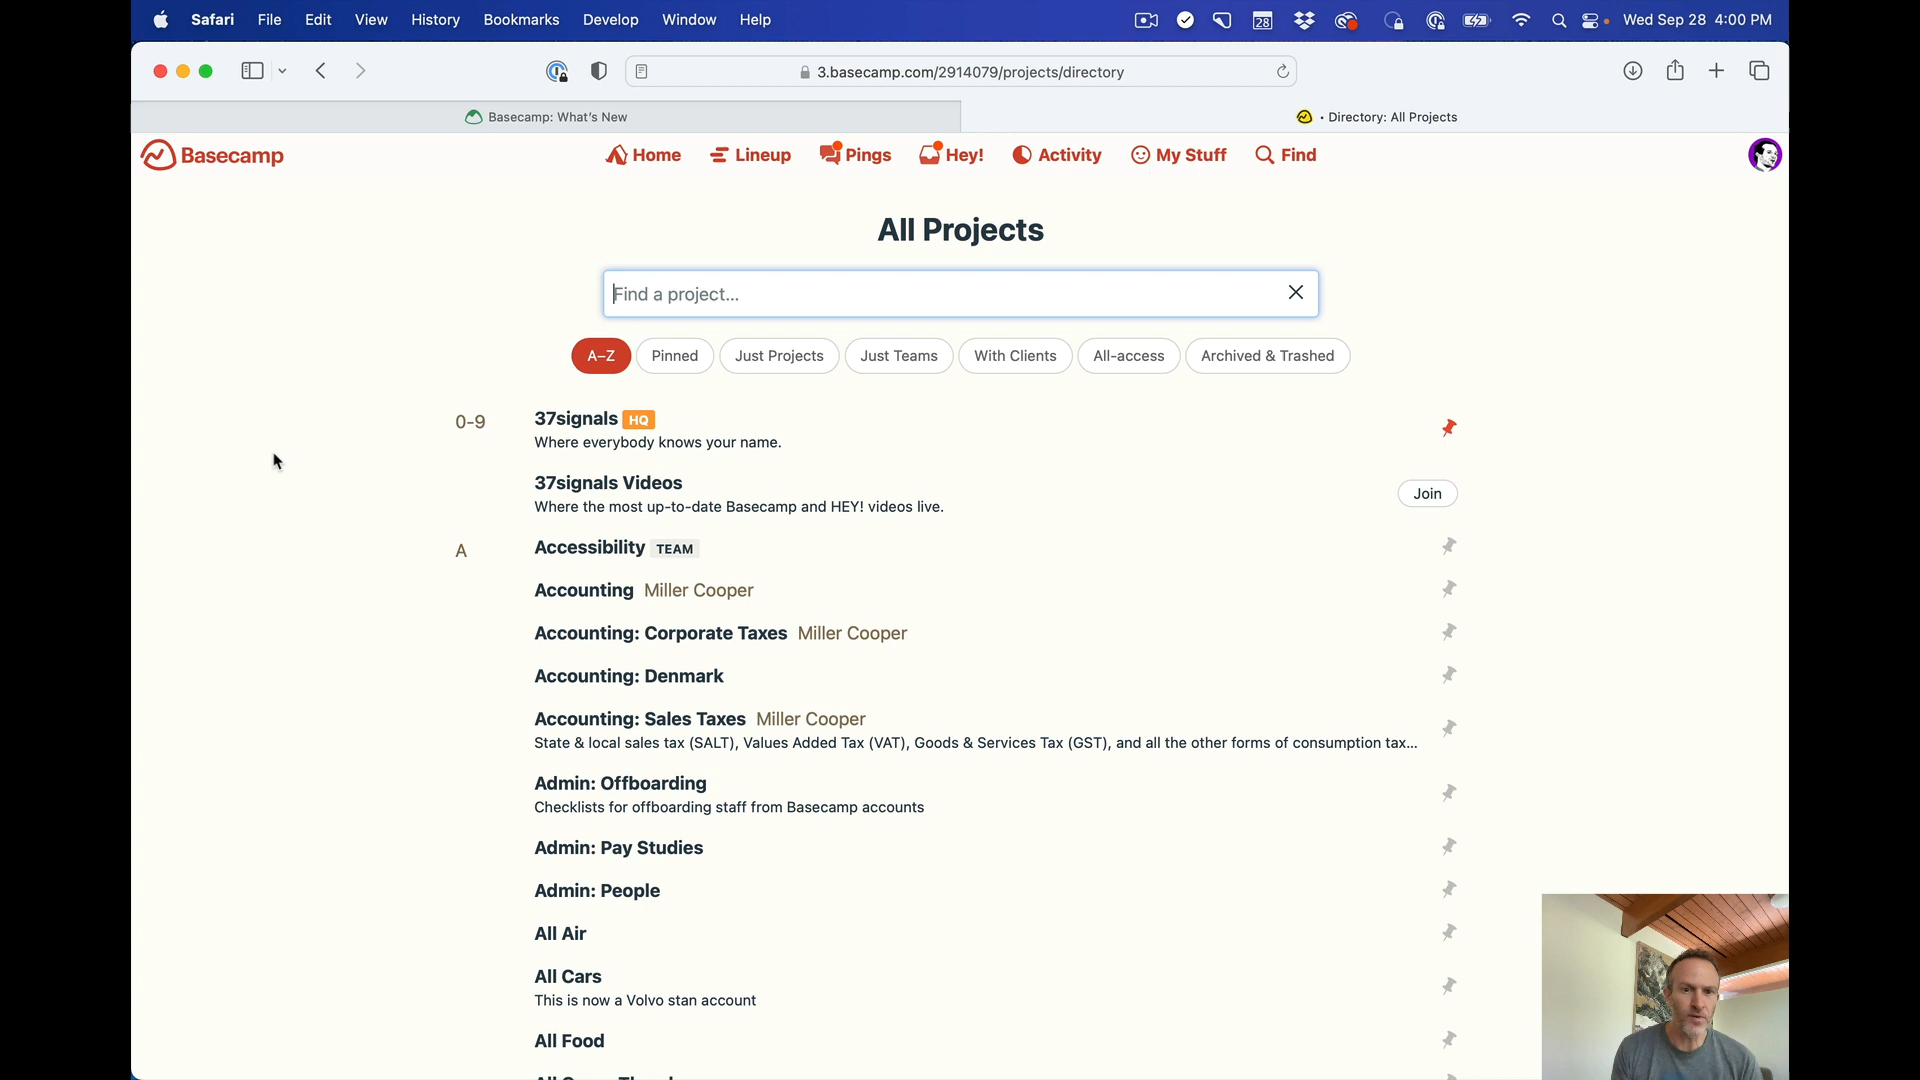 Safari File Edit View History Bookmarks Develop Window Help 28 Wed Sep 28 4:00 PM
3.basecamp.com/2914079/projects/directory
Basecamp: What's New
• Directory: All Projects
Basecamp
Home Lineup Pings Hey! Activity My Stuff Find
All Projects
Find a project...
A–Z Pinned Just Projects Just Teams With Clients All-access Archived & Trashed
0-9
37signals HQ
Where everybody knows your name.
37signals Videos
Where the most up-to-date Basecamp and HEY! videos live.
Join
A
Accessibility TEAM
Accounting Miller Cooper
Accounting: Corporate Taxes Miller Cooper
Accounting: Denmark
Accounting: Sales Taxes Miller Cooper
State & local sales tax (SALT), Values Added Tax (VAT), Goods & Services Tax (GST), and all the other forms of consumption tax...
Admin: Offboarding
Checklists for offboarding staff from Basecamp accounts
Admin: Pay Studies
Admin: People
All Air
All Cars
This is now a Volvo stan account
All Food